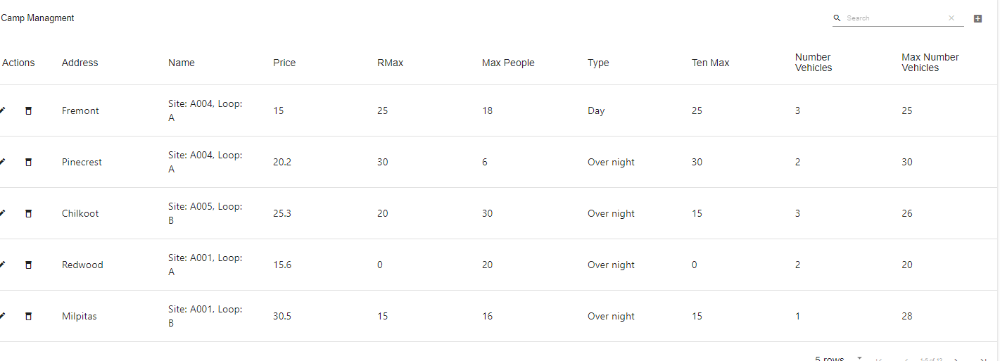 Camp Managment
Search
Actions Address Name Price RMax Max People Type Ten Max Number Vehicles Max Number Vehicles
Fremont Site: A004, Loop: A 15 25 18 Day 25 3 25
Pinecrest Site: A004, Loop: A 20.2 30 6 Over night 30 2 30
Chilkoot Site: A005, Loop: B 25.3 20 30 Over night 15 3 26
Redwood Site: A001, Loop: A 15.6 0 20 Over night 0 2 20
Milpitas Site: A001, Loop: B 30.5 15 16 Over night 15 1 28
5 rows